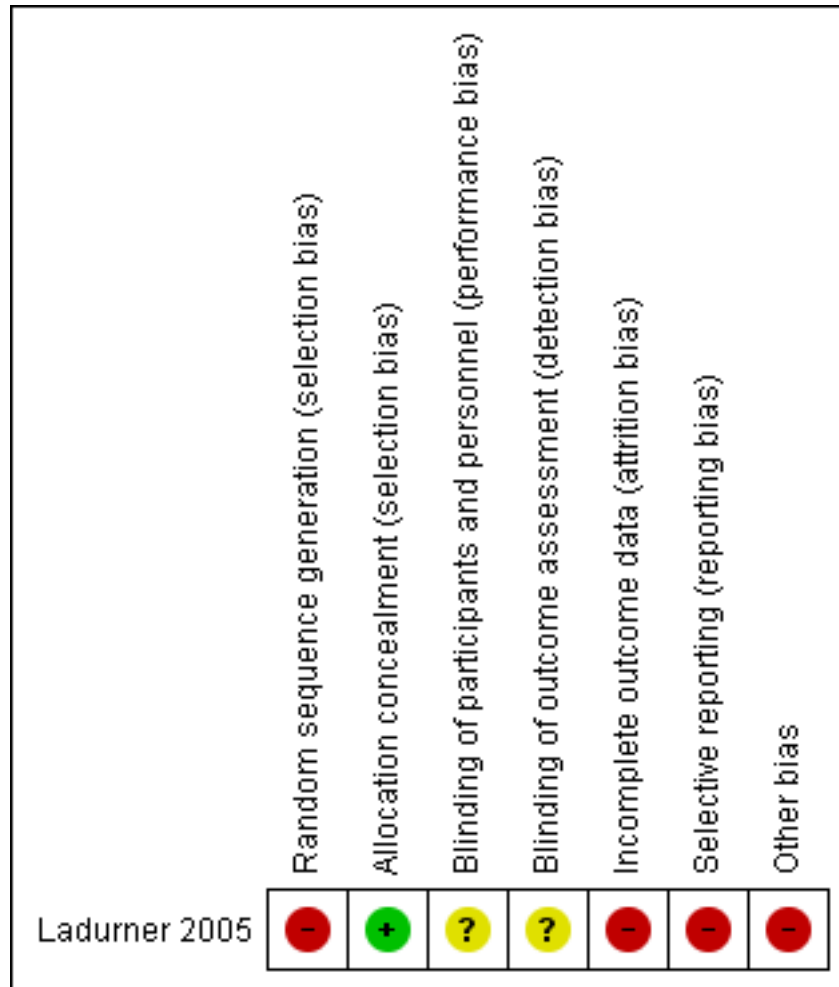 Random sequence generation (selection bias)
Allocation concealment (selection bias)
Blinding of participants and personnel (performance bias)
Blinding of outcome assessment (detection bias)
Incomplete outcome data (attrition bias)
Selective reporting (reporting bias)
Other bias
Ladurner 2005 - + ? ? - - -